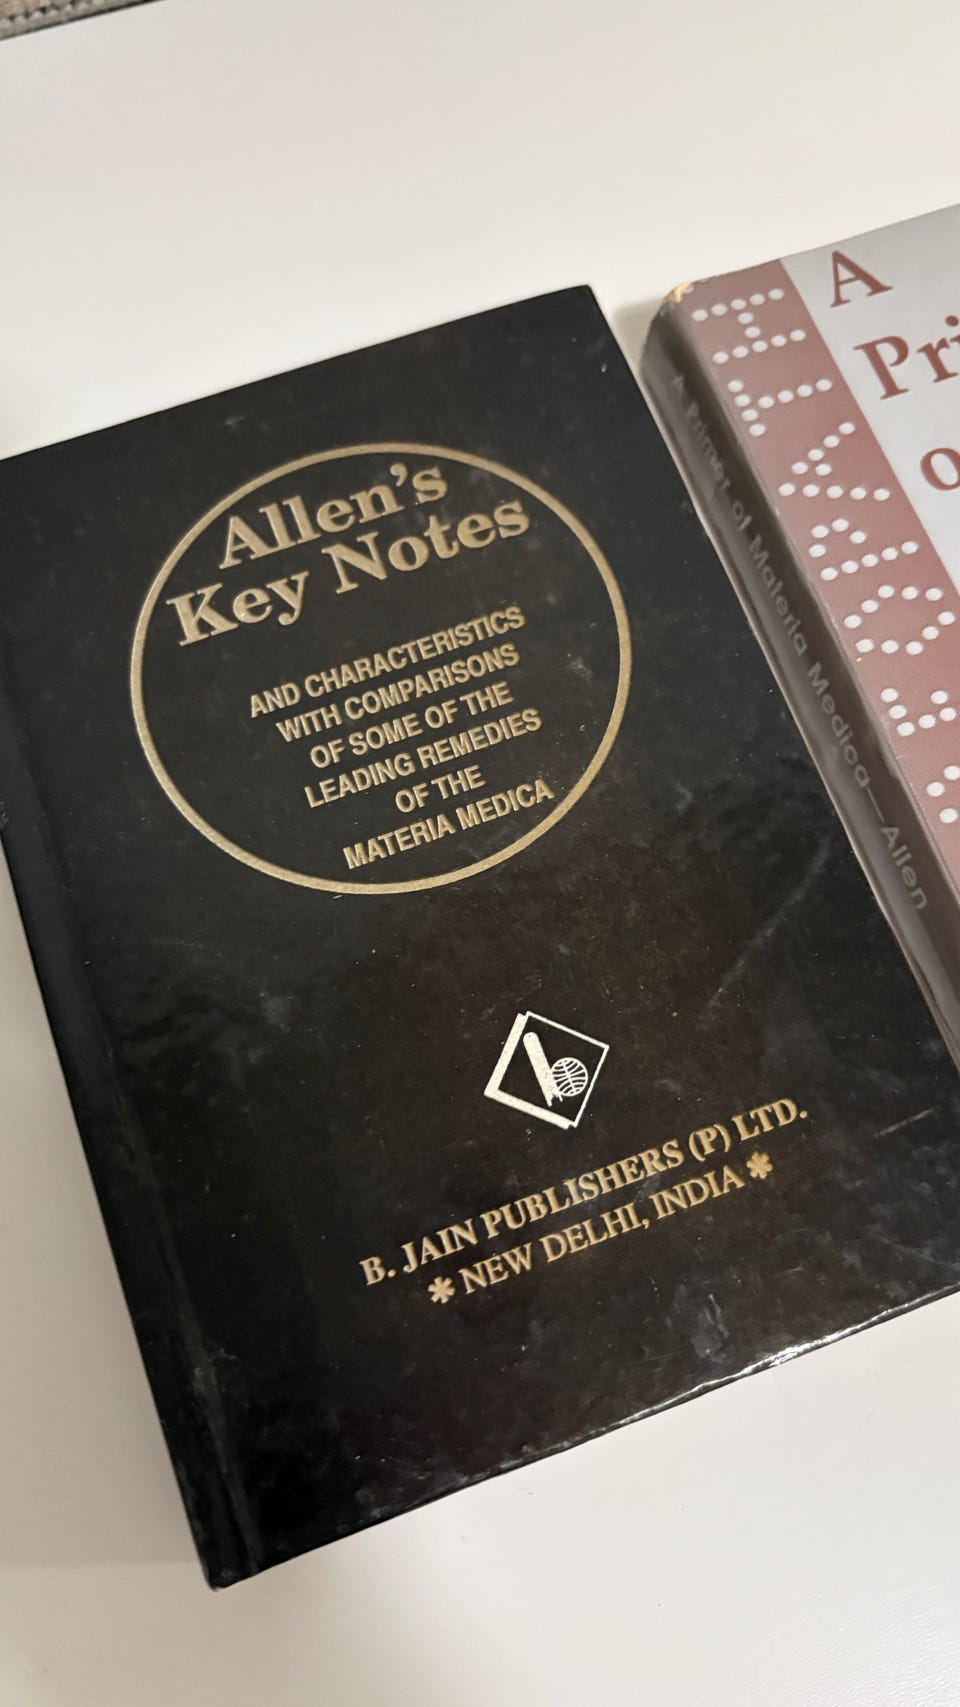 Allen's
Key Notes
AND CHARACTERISTICS
WITH COMPARISONS
OF SOME OF THE
LEADING REMEDIES
OF THE
MATERIA MEDICA
B. JAIN PUBLISHERS (P) LTD.
* NEW DELHI, INDIA *
A Primer of Materia Medica—Allen
A
Pri
o